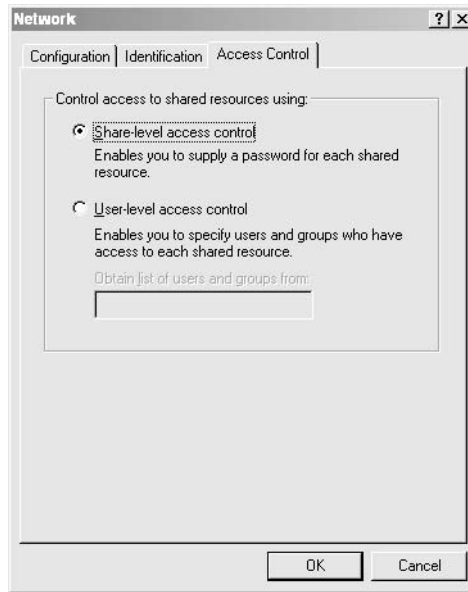 Network
? x
Configuration Identification Access Control
Control access to shared resources using:
Share-level access control
Enables you to supply a password for each shared
resource.
User-level access control
Enables you to specify users and groups who have
access to each shared resource.
Obtain list of users and groups from:
OK Cancel